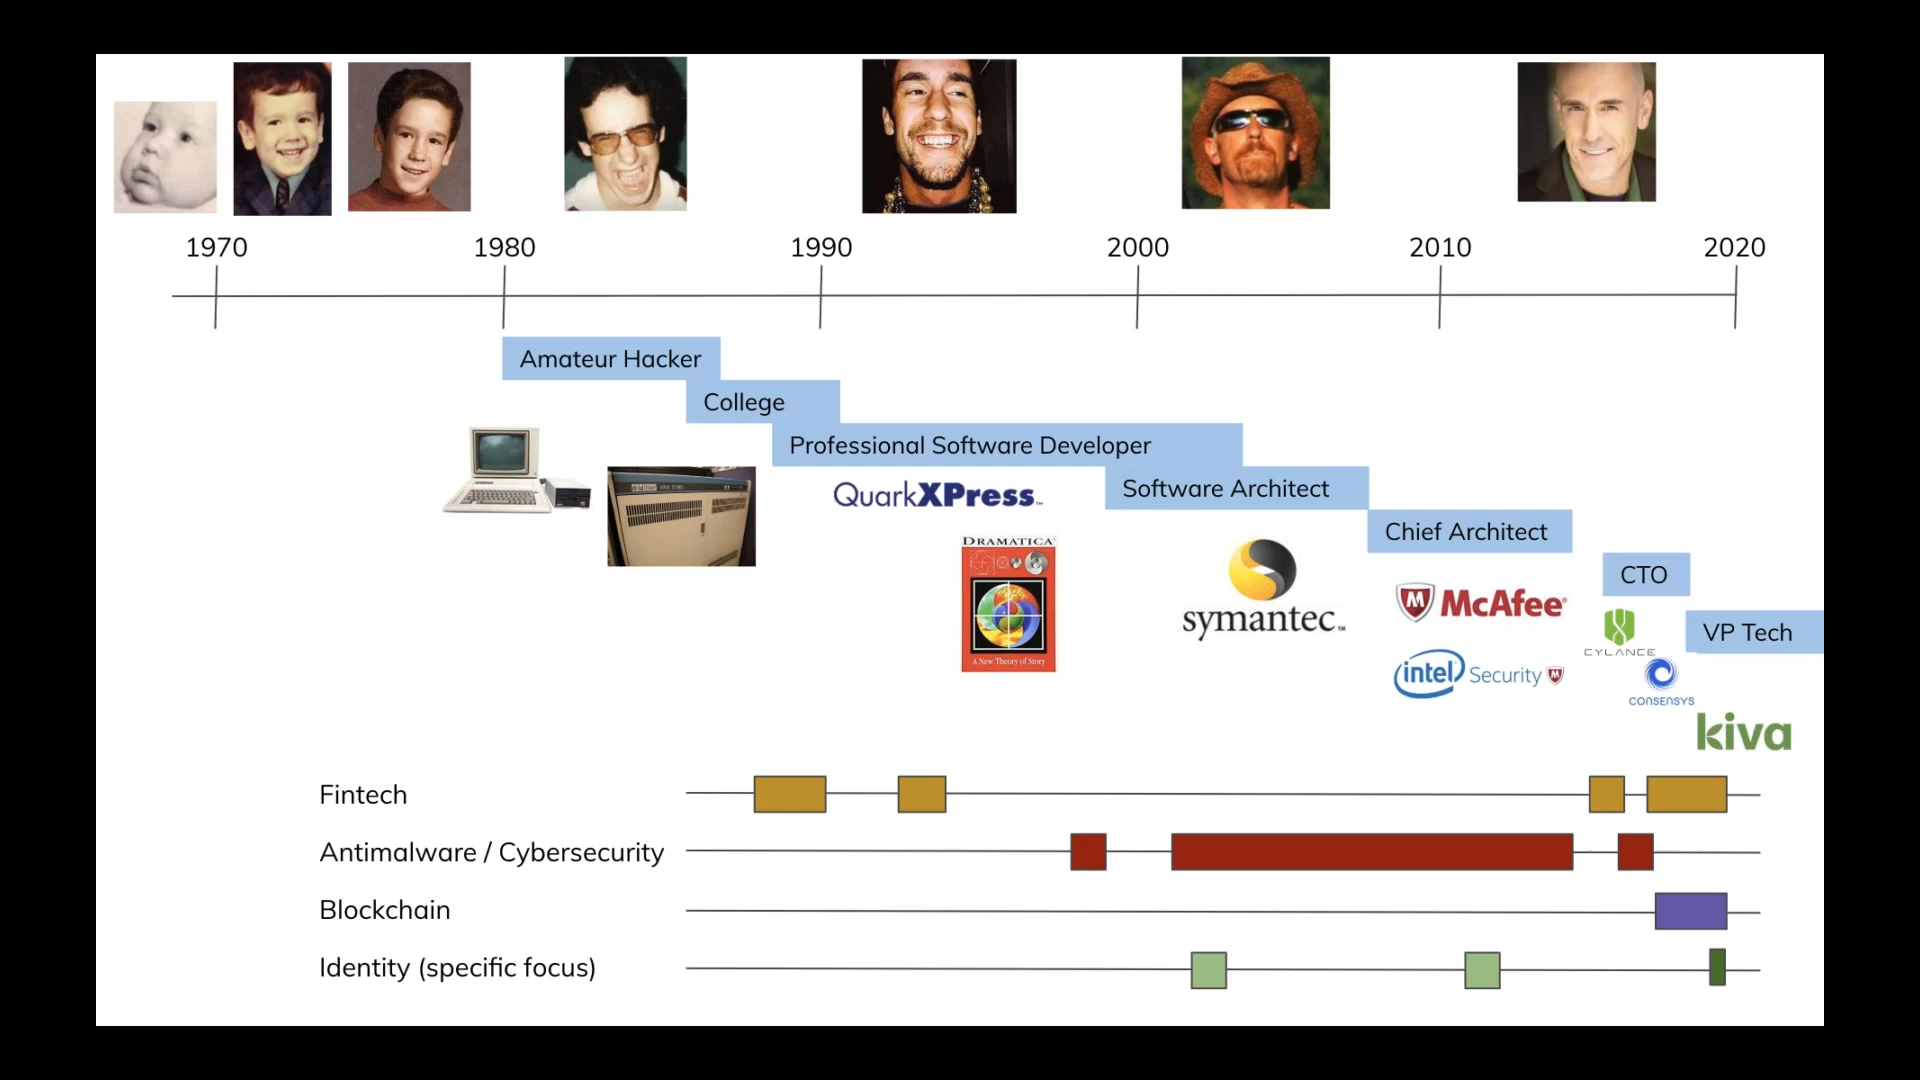 1970 1980 1990 2000 2010 2020
Amateur Hacker
College
Professional Software Developer
QuarkXPress™
Software Architect
Chief Architect
DRAMATICA
A New Theory of Story
symantec.™
McAfee®
intel Security
CTO
CYLANCE
VP Tech
CONSENSYS
kiva
Fintech
Antimalware / Cybersecurity
Blockchain
Identity (specific focus)